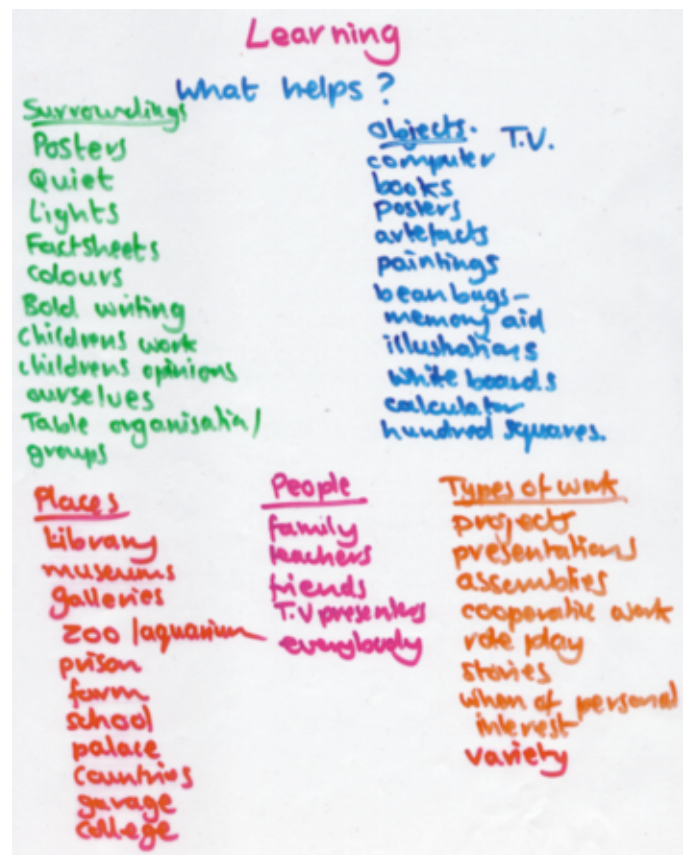 Learning
What helps?
Surroundings
Posters
Quiet
Lights
Factsheets
colours
Bold writing
Childrens work
childrens opinions
ourselves
Table organisatin/
groups
Objects. T.V.
computer
books
posters
artefacts
paintings
bean bags-
memory aid
illustrations
white boards
calculator
hundred squares.
Places
Library
museums
galleries
zoo/aquarium
prison
farm
school
palace
countries
garage
college
People
family
teachers
friends
T.V presenters
everybody
Types of work
projects
presentations
assemblies
cooperative work
role play
stories
when of personal
interest
variety